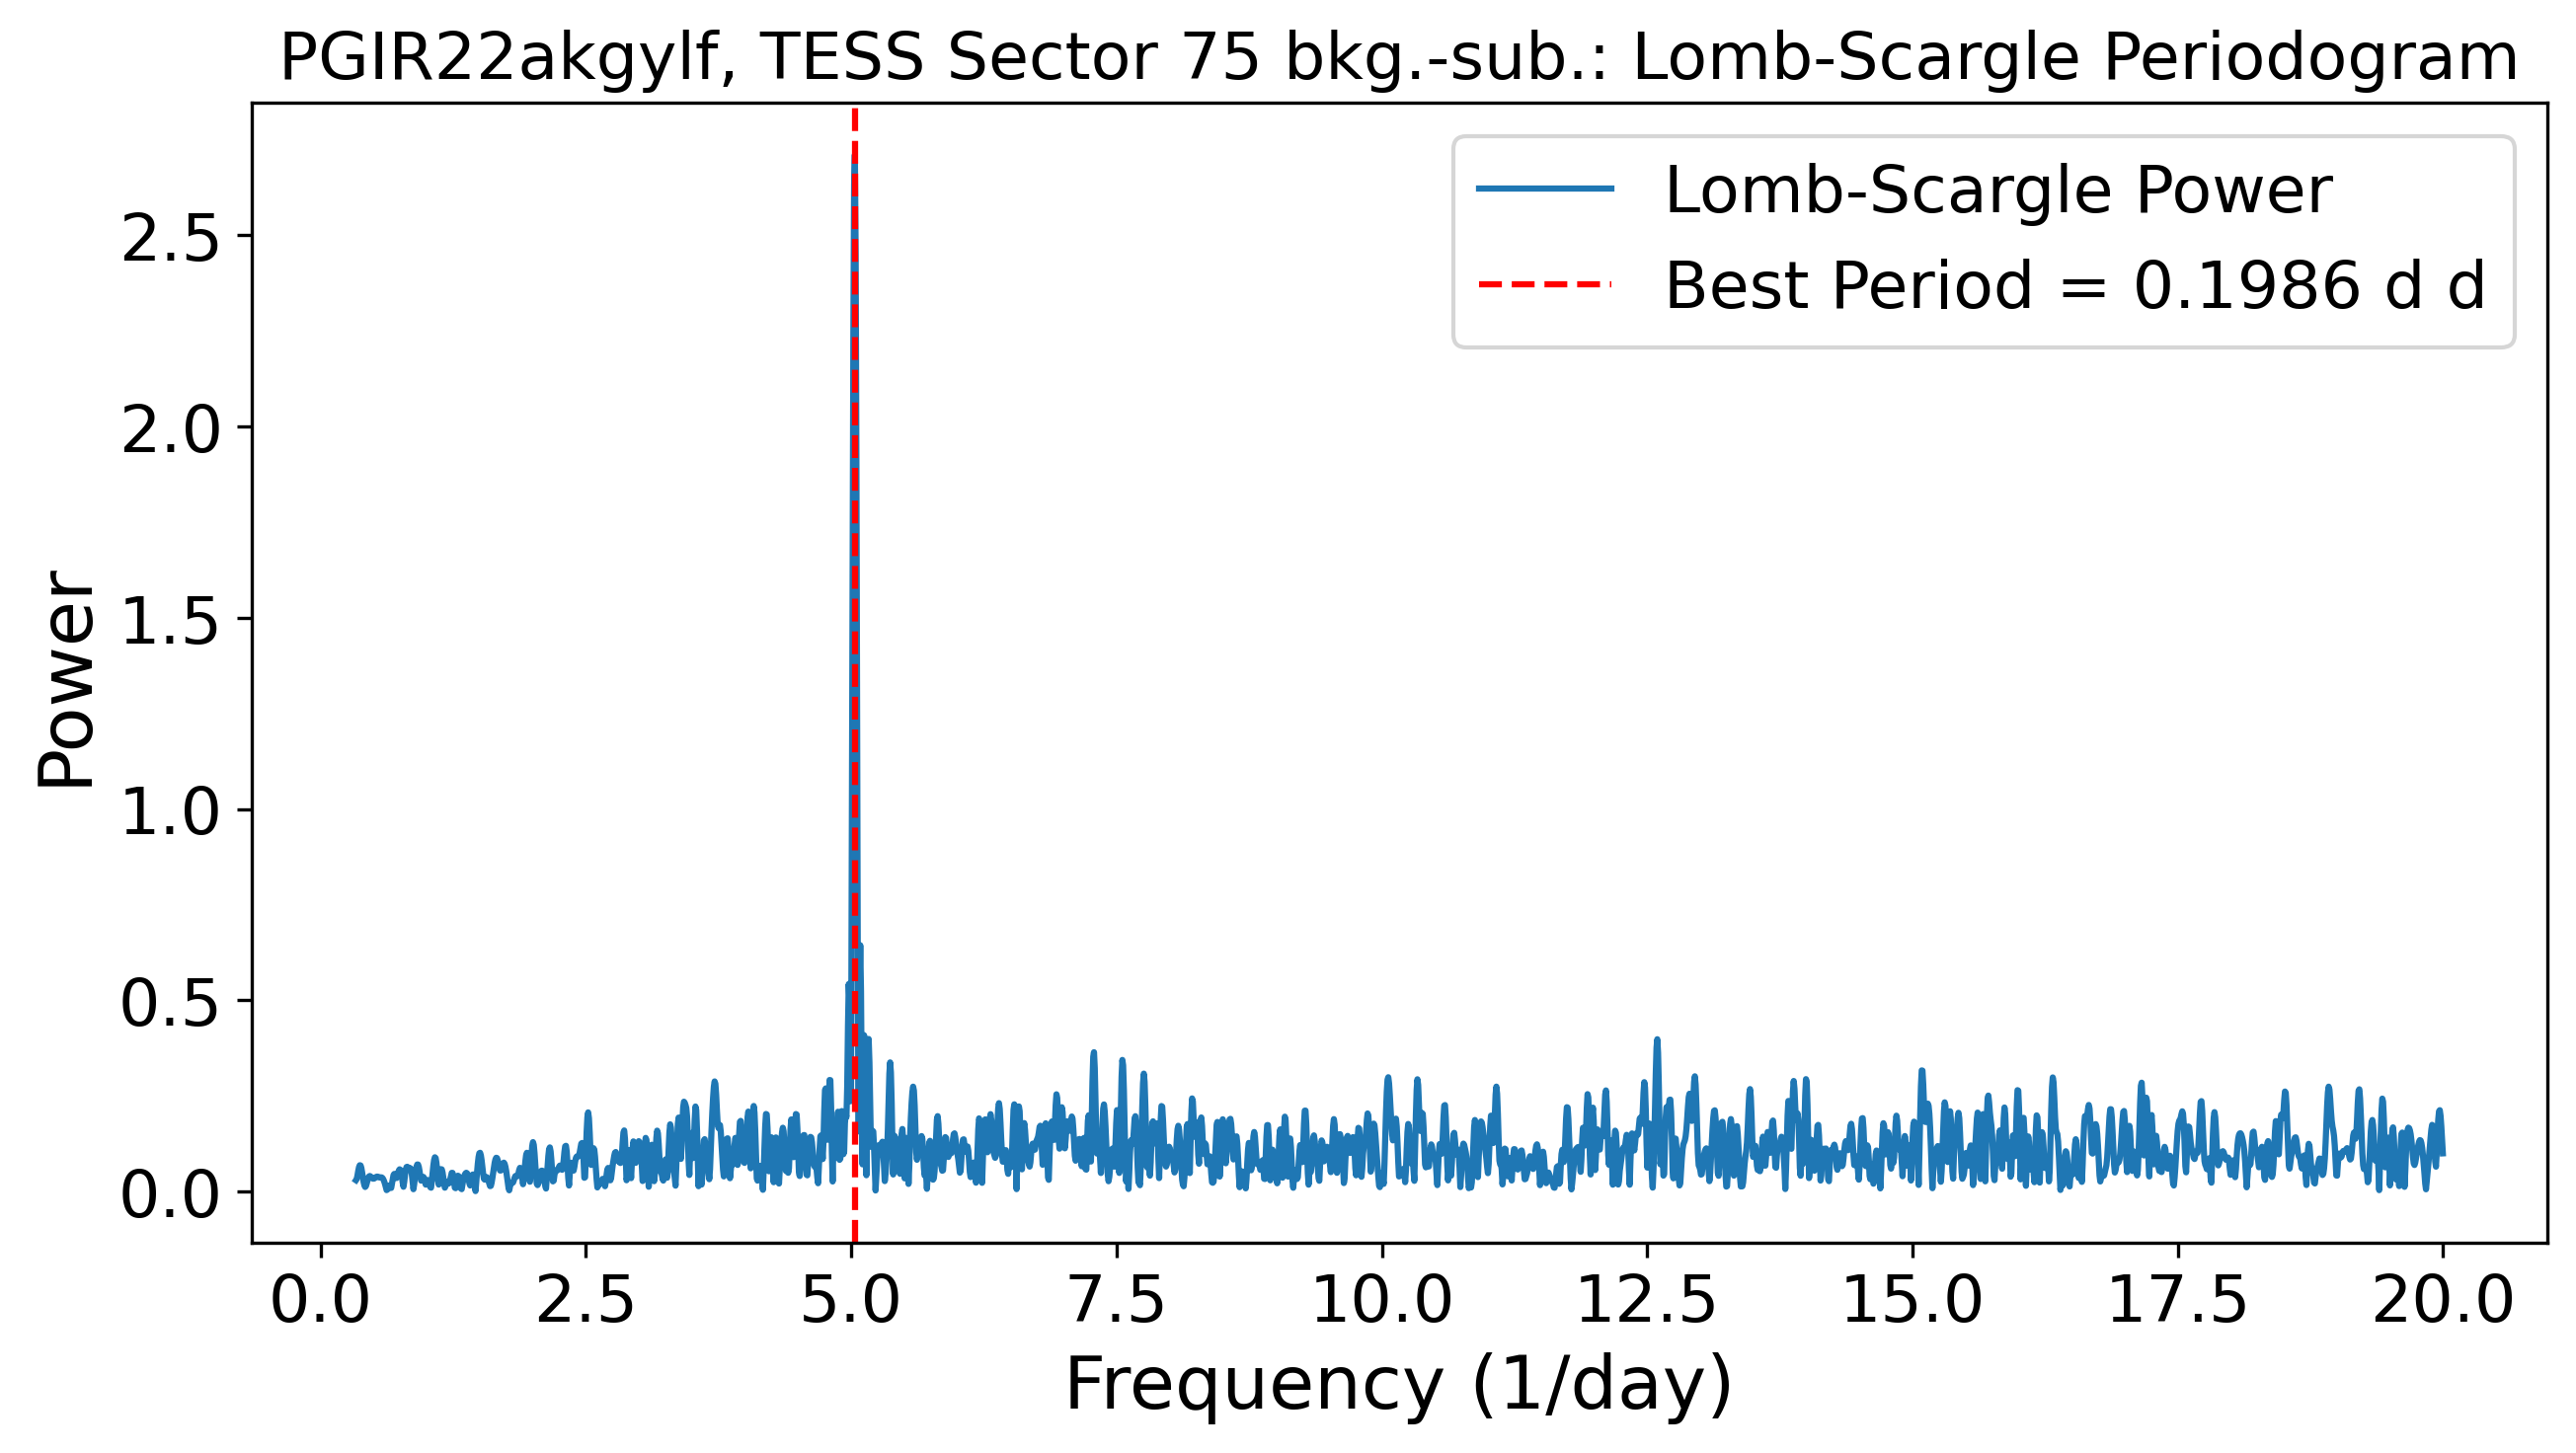 PGIR22akgylf, TESS Sector 75 bkg.-sub.: Lomb-Scargle Periodogram
Lomb-Scargle Power
Best Period = 0.1986 d d
Power
2.5
2.0
1.5
1.0
0.5
0.0
0.0 2.5 5.0 7.5 10.0 12.5 15.0 17.5 20.0
Frequency (1/day)